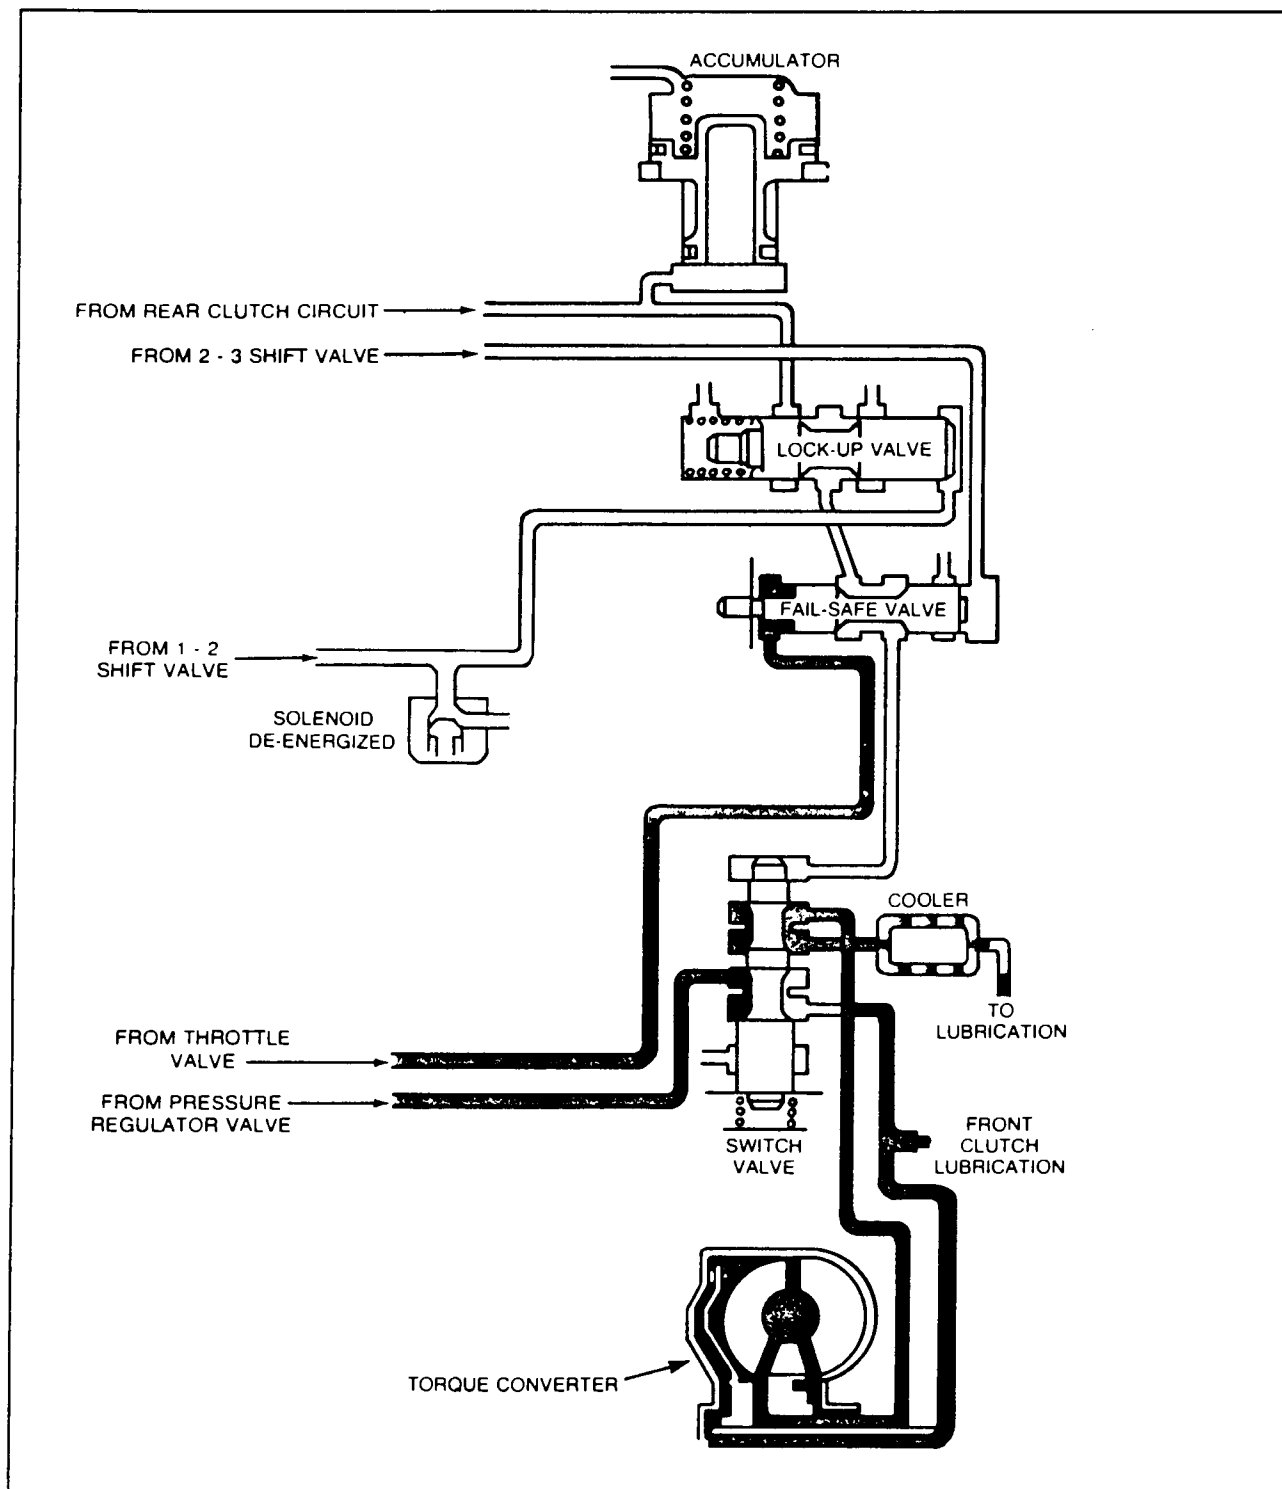 ACCUMULATOR
FROM REAR CLUTCH CIRCUIT
FROM 2 - 3 SHIFT VALVE
LOCK-UP VALVE
FAIL-SAFE VALVE
FROM 1 - 2
SHIFT VALVE
SOLENOID
DE-ENERGIZED
COOLER
TO
LUBRICATION
FROM THROTTLE
VALVE
FROM PRESSURE
REGULATOR VALVE
SWITCH
VALVE
FRONT
CLUTCH
LUBRICATION
TORQUE CONVERTER